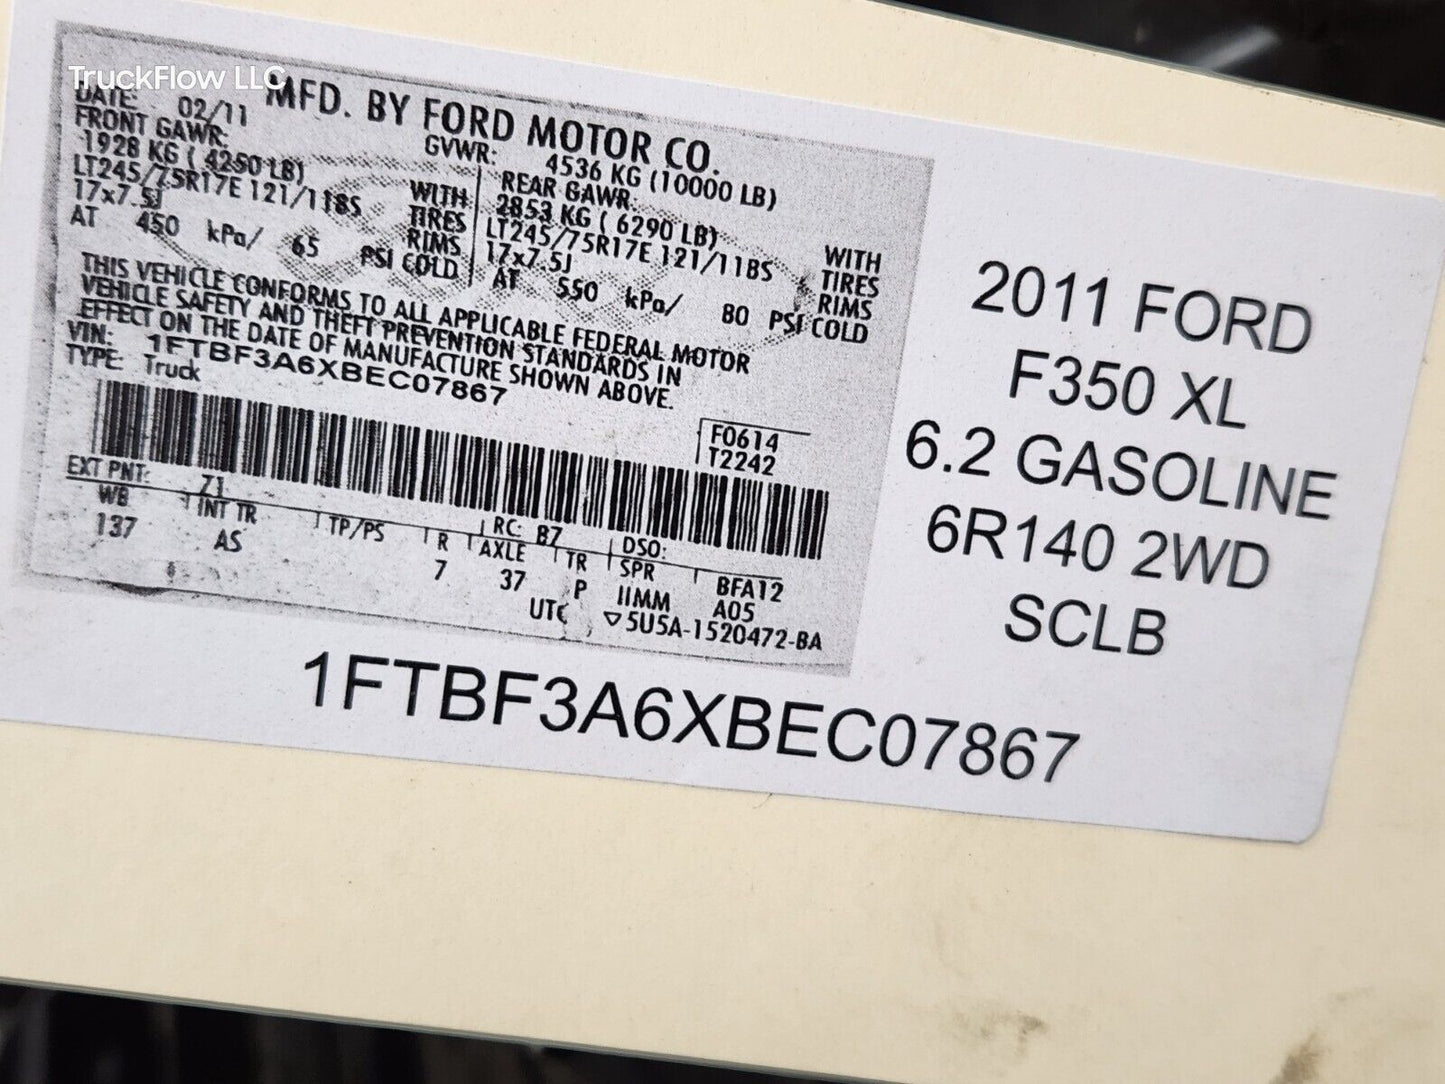 TruckFlow LLC
MFD. BY FORD MOTOR CO.
DATE: 02/11
GVWR: 4536 KG (10000 LB)
FRONT GAWR:
1928 KG ( 4250 LB)
LT245/75R17E 121/118S
17x7.5J
AT 450 kPa/ 65 PSI COLD
WITH
TIRES
RIMS
REAR GAWR
2853 KG ( 6290 LB)
LT245/75R17E 121/118S
17x7.5J
AT 550 kPa/ 80 PSI COLD
WITH
TIRES
RIMS
THIS VEHICLE CONFORMS TO ALL APPLICABLE FEDERAL MOTOR
VEHICLE SAFETY AND THEFT PREVENTION STANDARDS IN
EFFECT ON THE DATE OF MANUFACTURE SHOWN ABOVE.
VIN: 1FTBF3A6XBEC07867
TYPE: Truck
F0614
T2242
EXT PNT: Z1 RC: B7 DSO:
WB INT TR TP/PS R AXLE TR SPR BFA12
137 AS 7 37 P IIMM A05
UTC ▽5U5A-1520472-BA
2011 FORD
F350 XL
6.2 GASOLINE
6R140 2WD
SCLB
1FTBF3A6XBEC07867